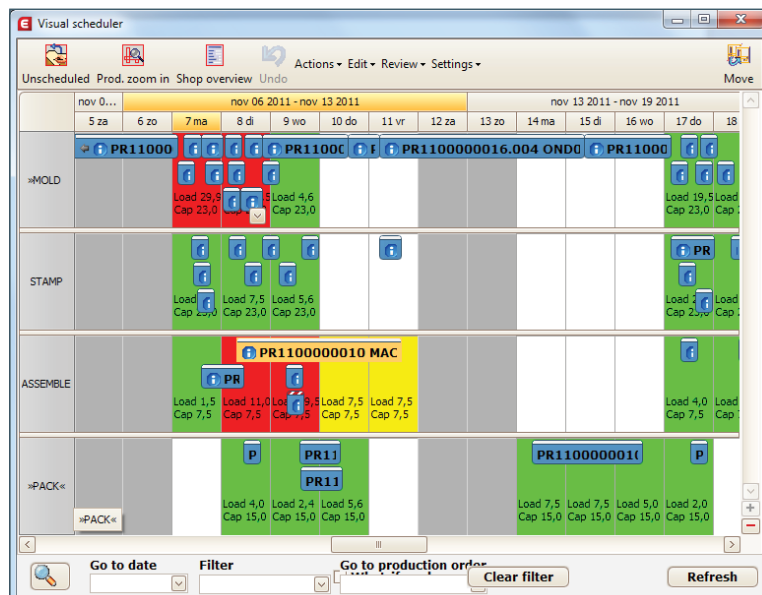 Visual scheduler
Unscheduled Prod. zoom in Shop overview Undo Actions Edit Review Settings Move
nov 0... nov 06 2011 - nov 13 2011 nov 13 2011 - nov 19 2011
5 za 6 zo 7 ma 8 di 9 wo 10 do 11 vr 12 za 13 zo 14 ma 15 di 16 wo 17 do 18
PR11000 PR1100C PR1100000016.004 ONDO PR11000
»MOLD
Load 29,9 Load 4,6 Load 19,5 Load
Cap 23,0 Cap 23,0 Cap 23,0 Cap
PR
STAMP
Load Load 7,5 Load 5,6 Load
Cap 23,0 Cap 23,0 Cap 23,0 Cap 23,0 Cap
PR1100000010 MAC
PR
ASSEMBLE
Load 1,5 Load 11,0 Load 7,5 Load 7,5 Load 4,0 Load
Cap 7,5 Cap 7,5 Cap 7,5 Cap 7,5 Cap 7,5 Cap
P PR11 PR11000000 P
PR11
»PACK«
Load 4,0 Load 2,4 Load 5,6 Load 7,5 Load 7,5 Load 5,0 Load 2,0
Cap 15,0 Cap 15,0 Cap 15,0 Cap 15,0 Cap 15,0 Cap 15,0 Cap 15,0
»PACK«
Go to date Filter Go to production order
Clear filter Refresh